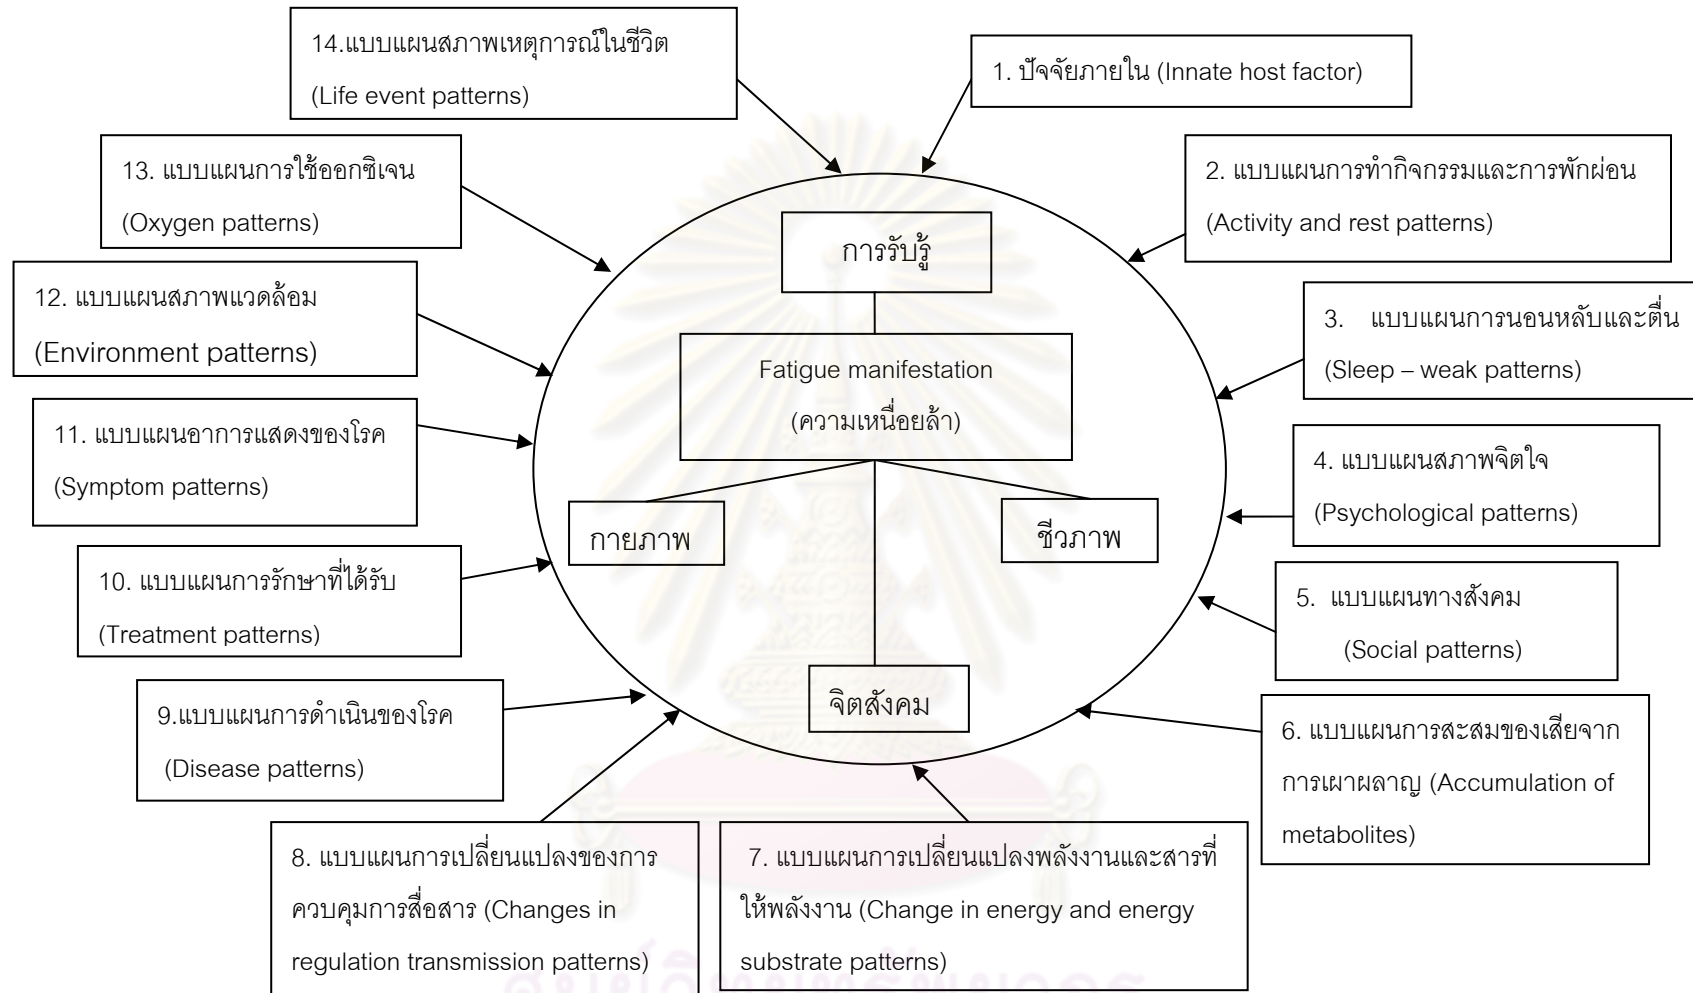 14.แบบแผนสภาพเหตุการณ์ในชีวิต
(Life event patterns)
1. ปัจจัยภายใน (Innate host factor)
2. แบบแผนการทำกิจกรรมและการพักผ่อน
(Activity and rest patterns)
3. แบบแผนการนอนหลับและตื่น
(Sleep – weak patterns)
4. แบบแผนสภาพจิตใจ
(Psychological patterns)
5. แบบแผนทางสังคม
(Social patterns)
6. แบบแผนการสะสมของเสียจาก
การเผาผลาญ (Accumulation of
metabolites)
7. แบบแผนการเปลี่ยนแปลงพลังงานและสารที่
ให้พลังงาน (Change in energy and energy
substrate patterns)
8. แบบแผนการเปลี่ยนแปลงของการ
ควบคุมการสื่อสาร (Changes in
regulation transmission patterns)
9.แบบแผนการดำเนินของโรค
(Disease patterns)
10. แบบแผนการรักษาที่ได้รับ
(Treatment patterns)
11. แบบแผนอาการแสดงของโรค
(Symptom patterns)
12. แบบแผนสภาพแวดล้อม
(Environment patterns)
13. แบบแผนการใช้ออกซิเจน
(Oxygen patterns)
การรับรู้
Fatigue manifestation
(ความเหนื่อยล้า)
กายภาพ
ชีวภาพ
จิตสังคม
ศูนย์วิทยทรัพยากร